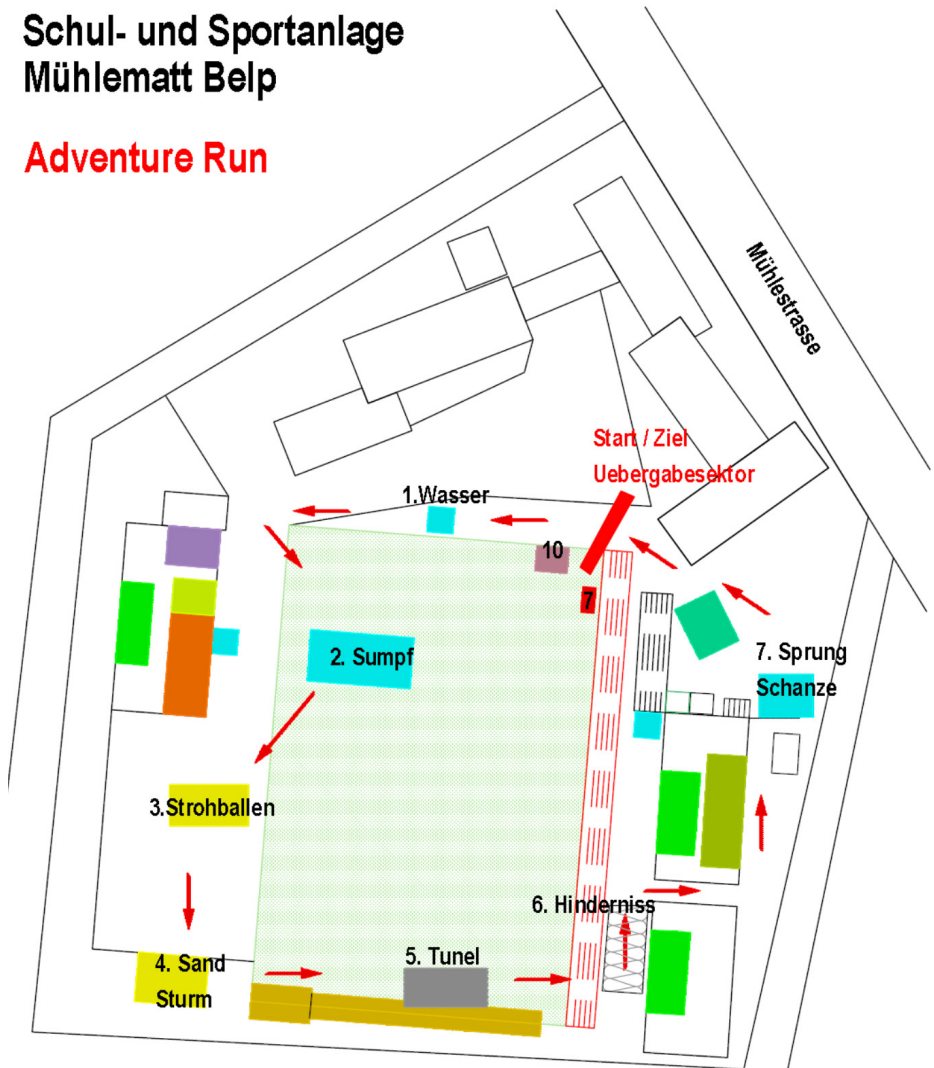 Schul- und Sportanlage
Mühlematt Belp
Adventure Run
Mühlestrasse
Start / Ziel
Uebergabesektor
1.Wasser
10
7
2. Sumpf
7. Sprung
Schanze
3.Strohballen
6. Hinderniss
5. Tunel
4. Sand
Sturm